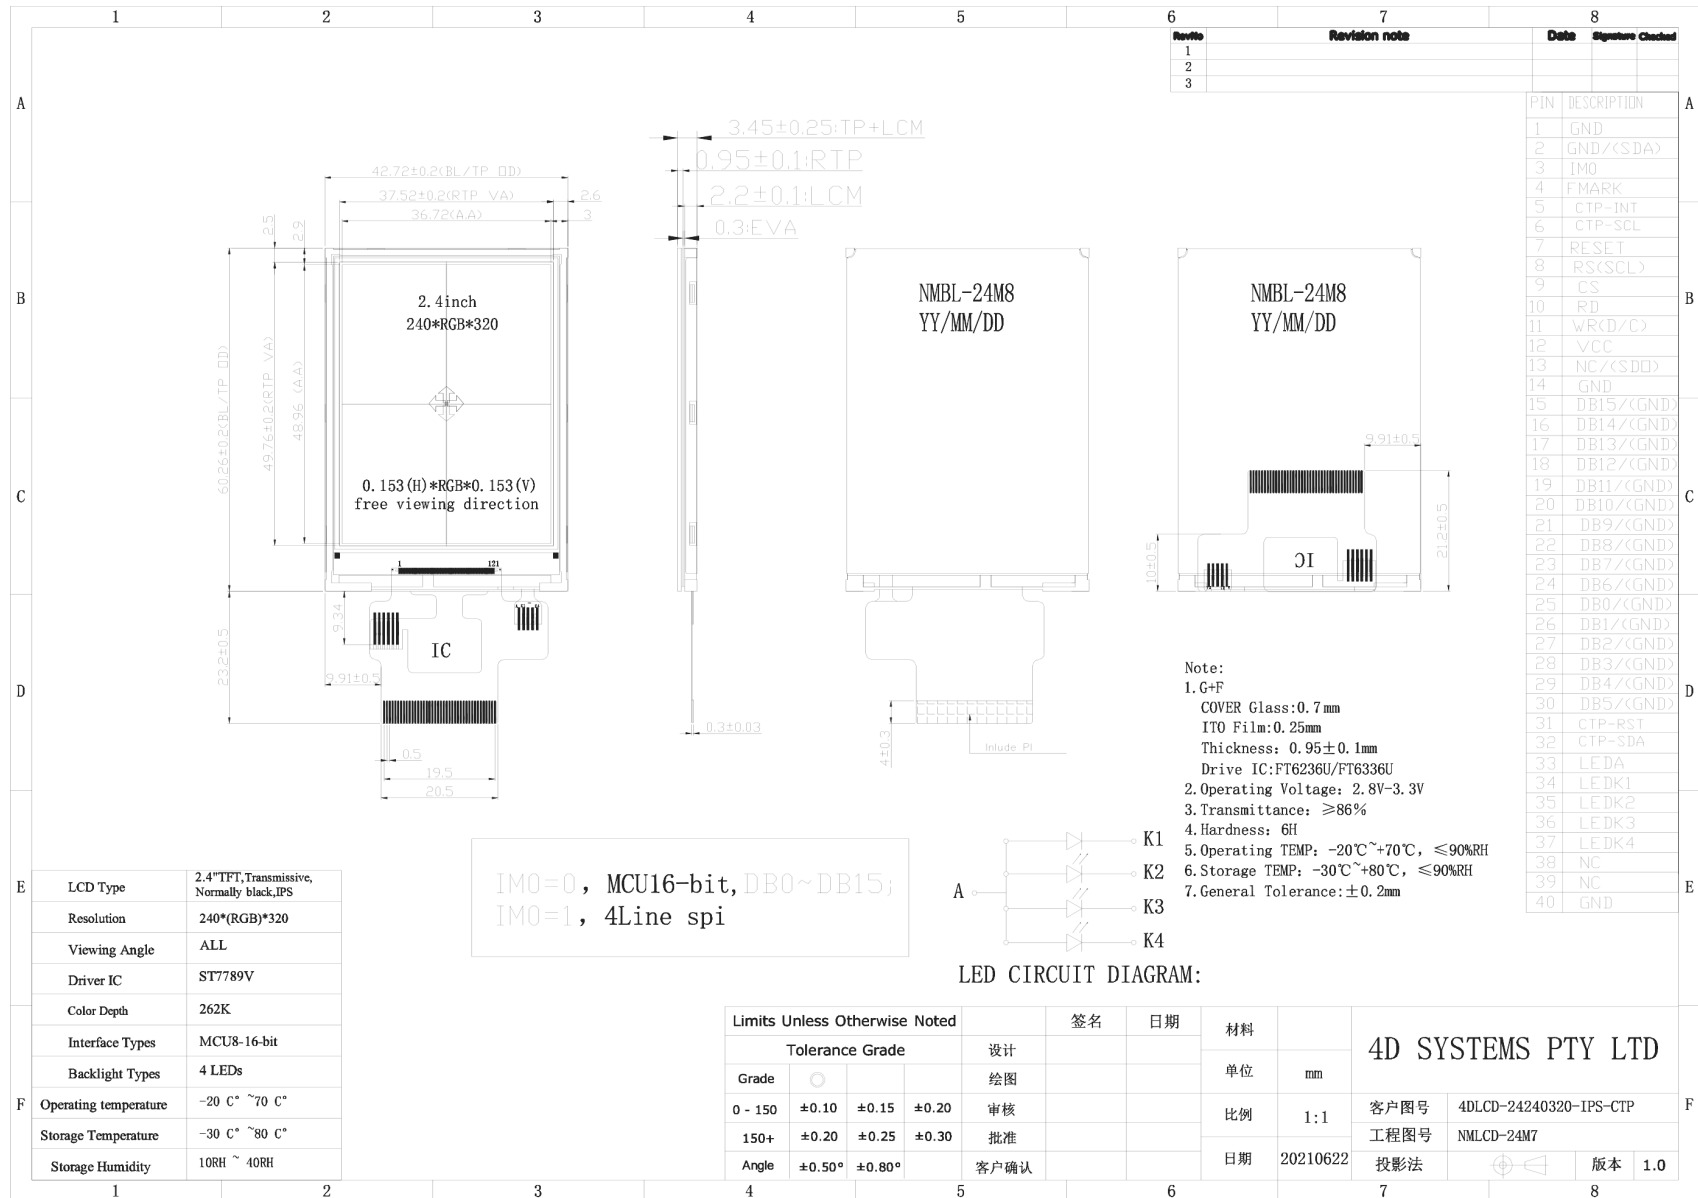 1 2 3 4 5 6 7 8
RevNo Revision note Date Signature Checked
1
2
3
A A
B B
C C
D D
E E
F F
PIN DESCRIPTION
1 GND
2 GND/(SDA)
3 IM0
4 FMARK
5 CTP-INT
6 CTP-SCL
7 RESET
8 RS(SCL)
9 CS
10 RD
11 WR(D/C)
12 VCC
13 NC/(SDO)
14 GND
15 DB15/(GND)
16 DB14/(GND)
17 DB13/(GND)
18 DB12/(GND)
19 DB11/(GND)
20 DB10/(GND)
21 DB9/(GND)
22 DB8/(GND)
23 DB7/(GND)
24 DB6/(GND)
25 DB0/(GND)
26 DB1/(GND)
27 DB2/(GND)
28 DB3/(GND)
29 DB4/(GND)
30 DB5/(GND)
31 CTP-RST
32 CTP-SDA
33 LEDA
34 LEDK1
35 LEDK2
36 LEDK3
37 LEDK4
38 NC
39 NC
40 GND
42.72±0.2(BL/TP OD)
37.52±0.2(RTP VA)
2.6
36.72(A.A)
3
2.5
2.9
60.26±0.2(BL/TP OD)
49.76±0.2(RTP VA)
48.96 (AA)
2.4inch
240*RGB*320
0.153(H)*RGB*0.153(V)
free viewing direction
1 121
IC
9.34
23.2±0.5
9.91±0.5
0.5
19.5
20.5
3.45±0.25:TP+LCM
0.95±0.1:RTP
2.2±0.1:LCM
0.3:EVA
0.3±0.03
NMBL-24M8
YY/MM/DD
4±0.3
Inlude PI
NMBL-24M8
YY/MM/DD
9.91±0.5
10±0.5
21.2±0.5
IC
Note:
1.G+F
COVER Glass:0.7mm
ITO Film:0.25mm
Thickness: 0.95±0.1mm
Drive IC:FT6236U/FT6336U
2.Operating Voltage: 2.8V-3.3V
3.Transmittance: ≥86%
4.Hardness: 6H
5.Operating TEMP: -20℃~+70℃, ≤90%RH
6.Storage TEMP: -30℃~+80℃, ≤90%RH
7.General Tolerance:±0.2mm
IM0=0, MCU16-bit,DB0~DB15;
IM0=1, 4Line spi
A
K1
K2
K3
K4
LED CIRCUIT DIAGRAM:
LCD Type 2.4"TFT,Transmissive,
Normally black,IPS
Resolution 240*(RGB)*320
Viewing Angle ALL
Driver IC ST7789V
Color Depth 262K
Interface Types MCU8-16-bit
Backlight Types 4 LEDs
Operating temperature -20 C° ~70 C°
Storage Temperature -30 C° ~80 C°
Storage Humidity 10RH ~ 40RH
Limits Unless Otherwise Noted 签名 日期
Tolerance Grade 设计
Grade 绘图
0 - 150 ±0.10 ±0.15 ±0.20 审核
150+ ±0.20 ±0.25 ±0.30 批准
Angle ±0.50° ±0.80° 客户确认
材料
单位 mm
比例 1:1
日期 20210622
4D SYSTEMS PTY LTD
客户图号 4DLCD-24240320-IPS-CTP
工程图号 NMLCD-24M7
投影法 版本 1.0
1 2 3 4 5 6 7 8